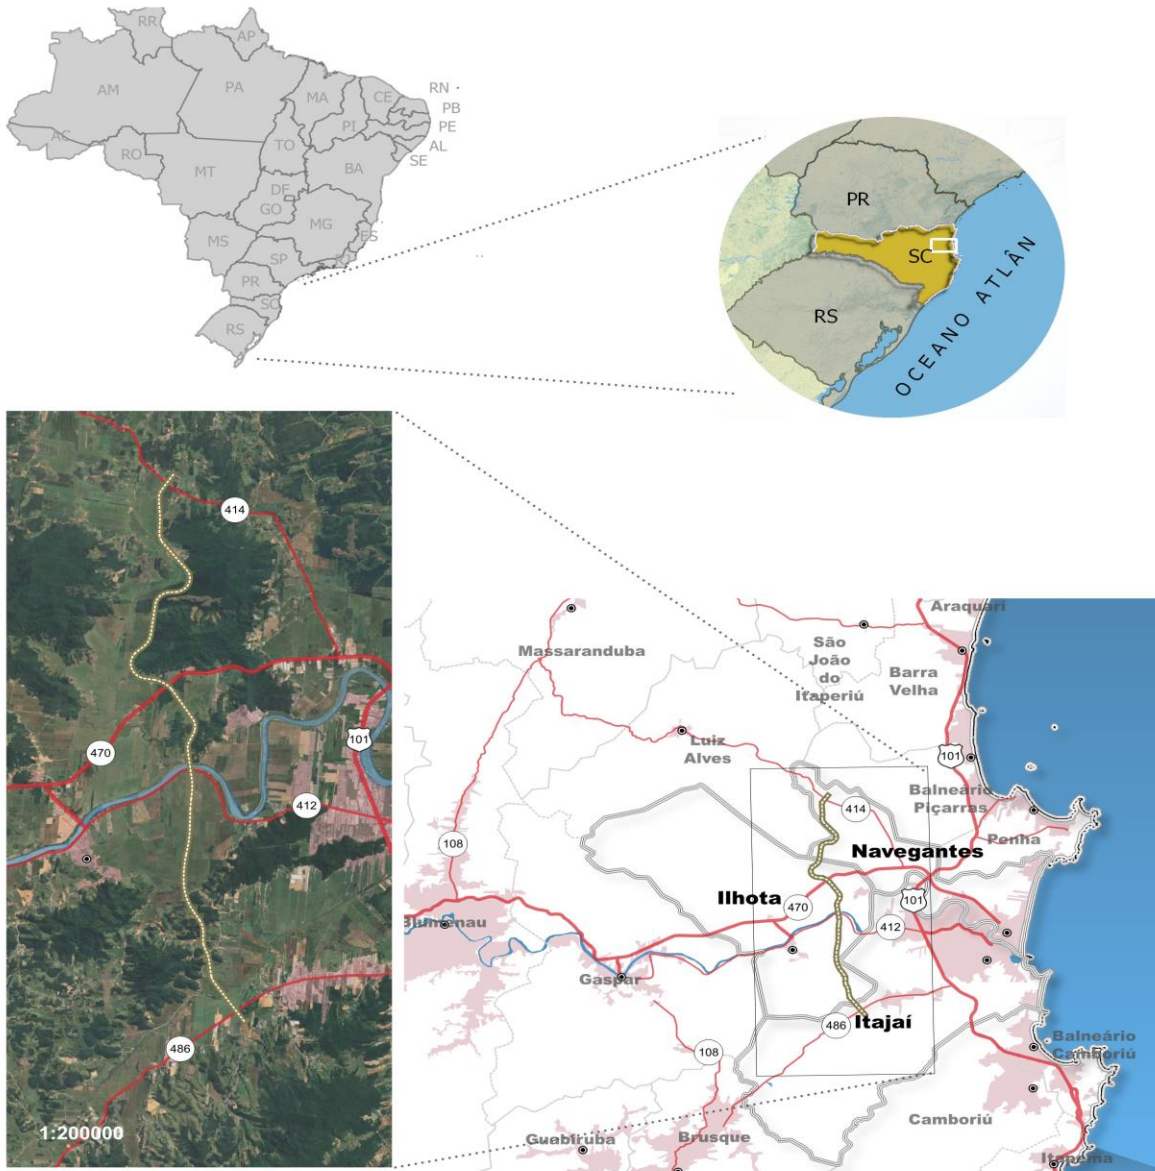 RR
AP
AM
PA
MA
CE
RN
PB
PE
AL
SE
PI
AC
RO
TO
MT
BA
DF
GO
MG
ES
MS
SP
RJ
PR
SC
RS
PR
SC
RS
OCEANO ATLÂN
414
470
101
412
486
1:200000
Araquari
Massaranduba
São
João
do
Itaperiú
Barra
Velha
Luiz
Alves
101
Balneário
Piçarras
414
Penha
108
Navegantes
Ilhota
470
101
412
Blumenau
Gaspar
486
Itajaí
108
Balneário
Camboriú
Camboriú
Guabiruba
Brusque
Itapema